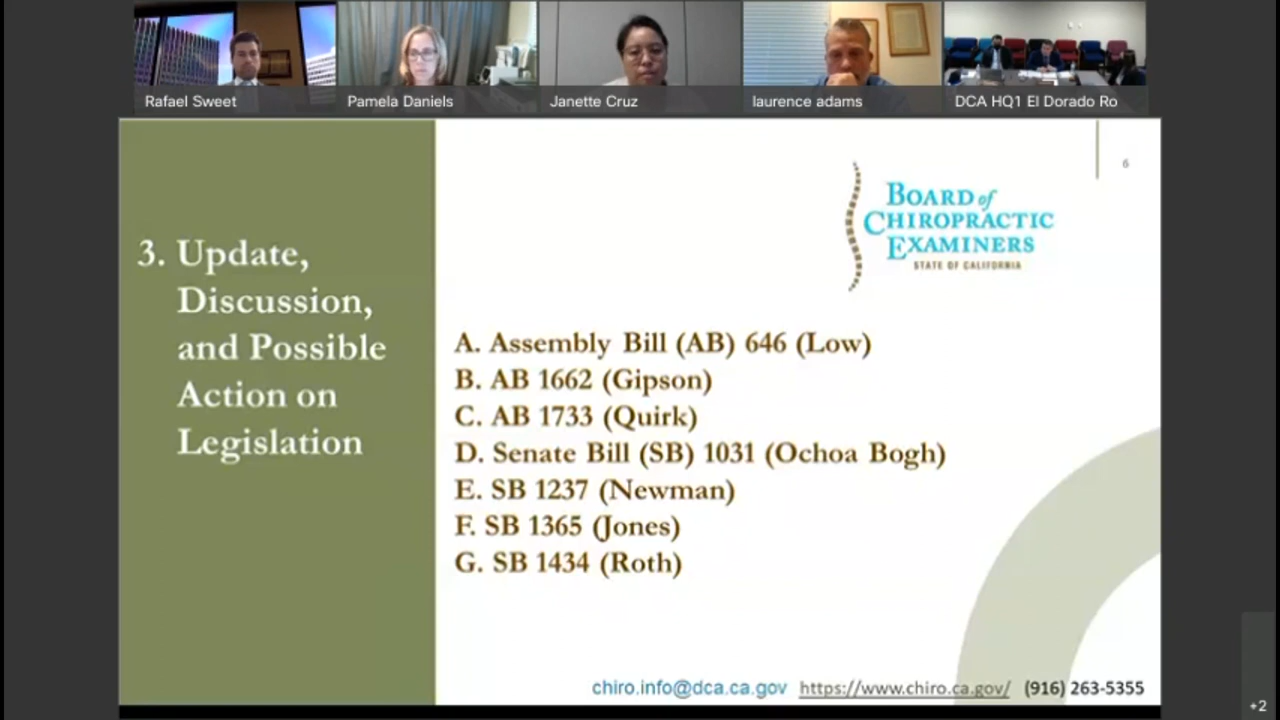 Rafael Sweet
Pamela Daniels
Janette Cruz
laurence adams
DCA HQ1 El Dorado Ro
6
BOARD of
CHIROPRACTIC
EXAMINERS
STATE OF CALIFORNIA
3. Update,
Discussion,
and Possible
Action on
Legislation
A. Assembly Bill (AB) 646 (Low)
B. AB 1662 (Gipson)
C. AB 1733 (Quirk)
D. Senate Bill (SB) 1031 (Ochoa Bogh)
E. SB 1237 (Newman)
F. SB 1365 (Jones)
G. SB 1434 (Roth)
chiro.info@dca.ca.gov https://www.chiro.ca.gov/ (916) 263-5355
+2